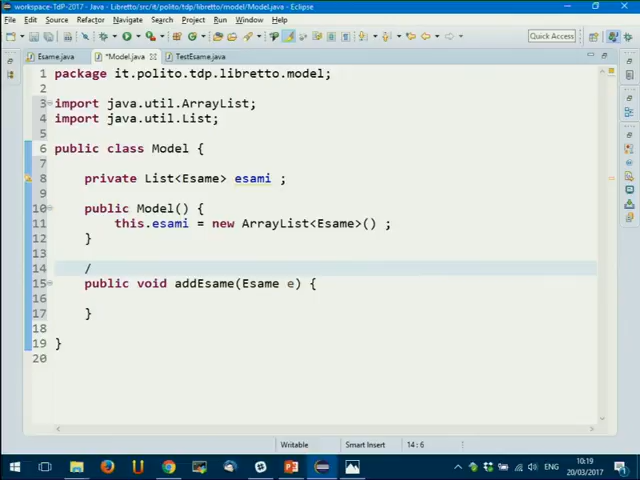 workspace-TdP-2017 - Java - Libretto/src/it/polito/tdp/libretto/model/Model.java - Eclipse
File Edit Source Refactor Navigate Search Project Run Window Help
Quick Access
Esame.java *Model.java TestEsame.java
1 package it.polito.tdp.libretto.model;
2
3 import java.util.ArrayList;
4 import java.util.List;
5
6 public class Model {
7
8 private List<Esame> esami ;
9
10 public Model() {
11 this.esami = new ArrayList<Esame>() ;
12 }
13
14 /
15 public void addEsame(Esame e) {
16
17 }
18
19 }
20
Writable Smart Insert 14 : 6
ENG
10:19
20/03/2017